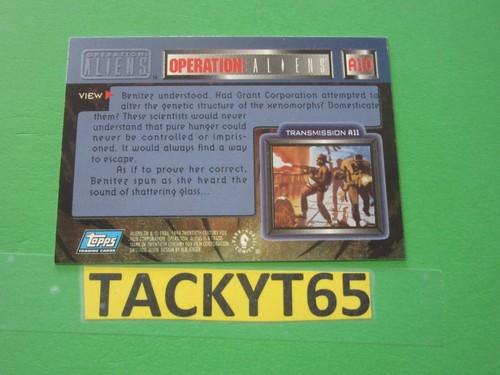 OPERATION:
ALIENS
OPERATION: ALIENS
A10
VIEW
Benitez understood. Had Grant Corporation attempted to
alter the genetic structure of the xenomorphs? Domesticate
them? These scientists would never
understand that pure hunger could
never be controlled or impris-
oned. It would always find a way
to escape.
As if to prove her correct,
Benitez spun as she heard the
sound of shattering glass...
TRANSMISSION A11
Topps
TRADING CARDS
TACKYT65